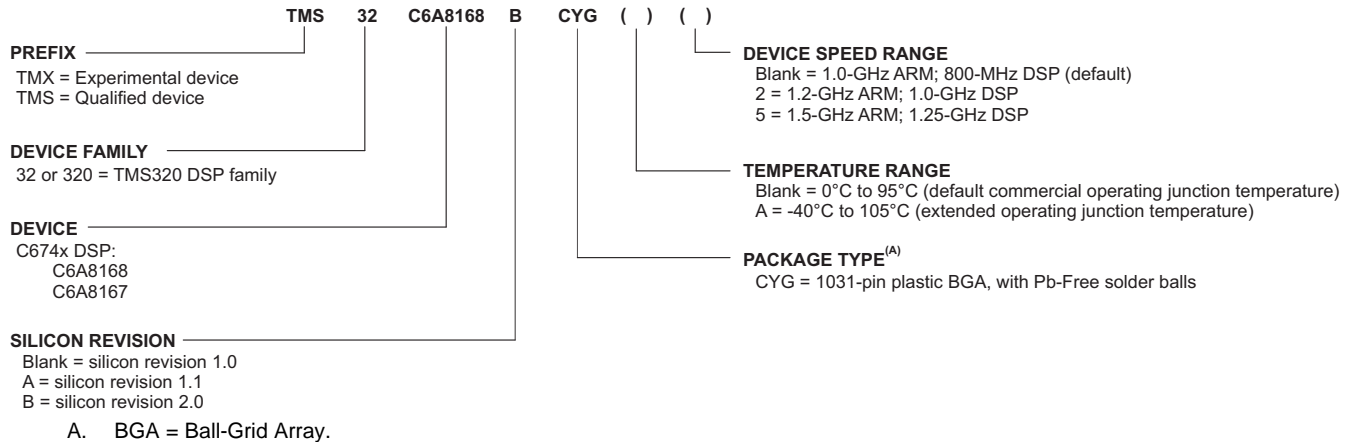 TMS 32 C6A8168 B CYG ( ) ( )
PREFIX
TMX = Experimental device
TMS = Qualified device
DEVICE FAMILY
32 or 320 = TMS320 DSP family
DEVICE
C674x DSP:
C6A8168
C6A8167
SILICON REVISION
Blank = silicon revision 1.0
A = silicon revision 1.1
B = silicon revision 2.0
DEVICE SPEED RANGE
Blank = 1.0-GHz ARM; 800-MHz DSP (default)
2 = 1.2-GHz ARM; 1.0-GHz DSP
5 = 1.5-GHz ARM; 1.25-GHz DSP
TEMPERATURE RANGE
Blank = 0°C to 95°C (default commercial operating junction temperature)
A = -40°C to 105°C (extended operating junction temperature)
PACKAGE TYPE(A)
CYG = 1031-pin plastic BGA, with Pb-Free solder balls
A. BGA = Ball-Grid Array.